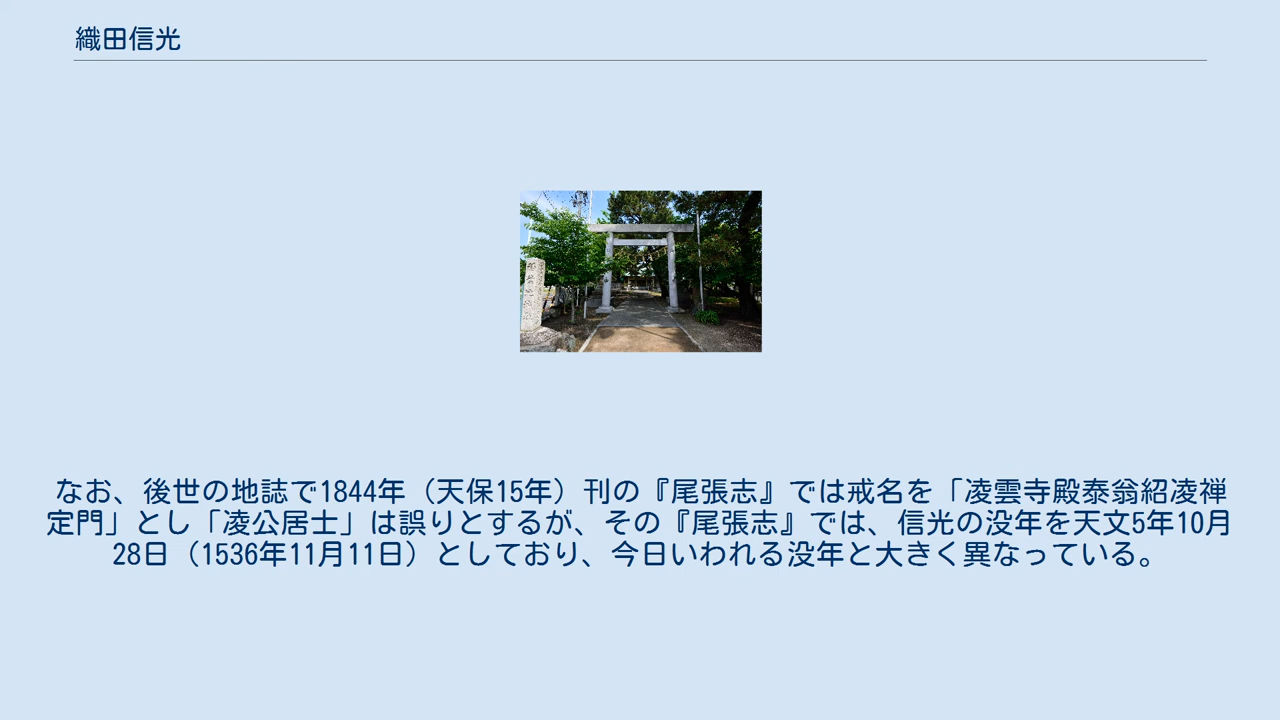 織田信光
なお、後世の地誌で1844年（天保15年）刊の『尾張志』では戒名を「凌雲寺殿泰翁紹凌禅
定門」とし「凌公居士」は誤りとするが、その『尾張志』では、信光の没年を天文5年10月
28日（1536年11月11日）としており、今日いわれる没年と大きく異なっている。